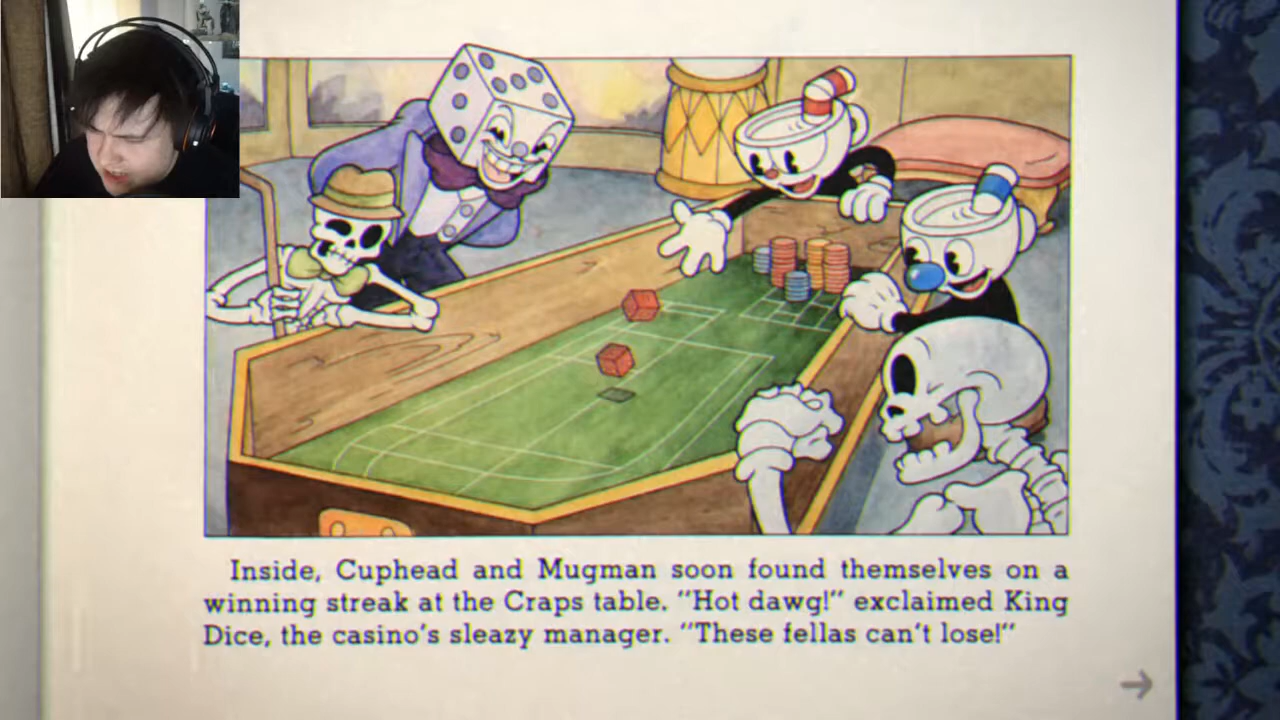 Inside, Cuphead and Mugman soon found themselves on a
winning streak at the Craps table. "Hot dawg!" exclaimed King
Dice, the casino's sleazy manager. "These fellas can't lose!"